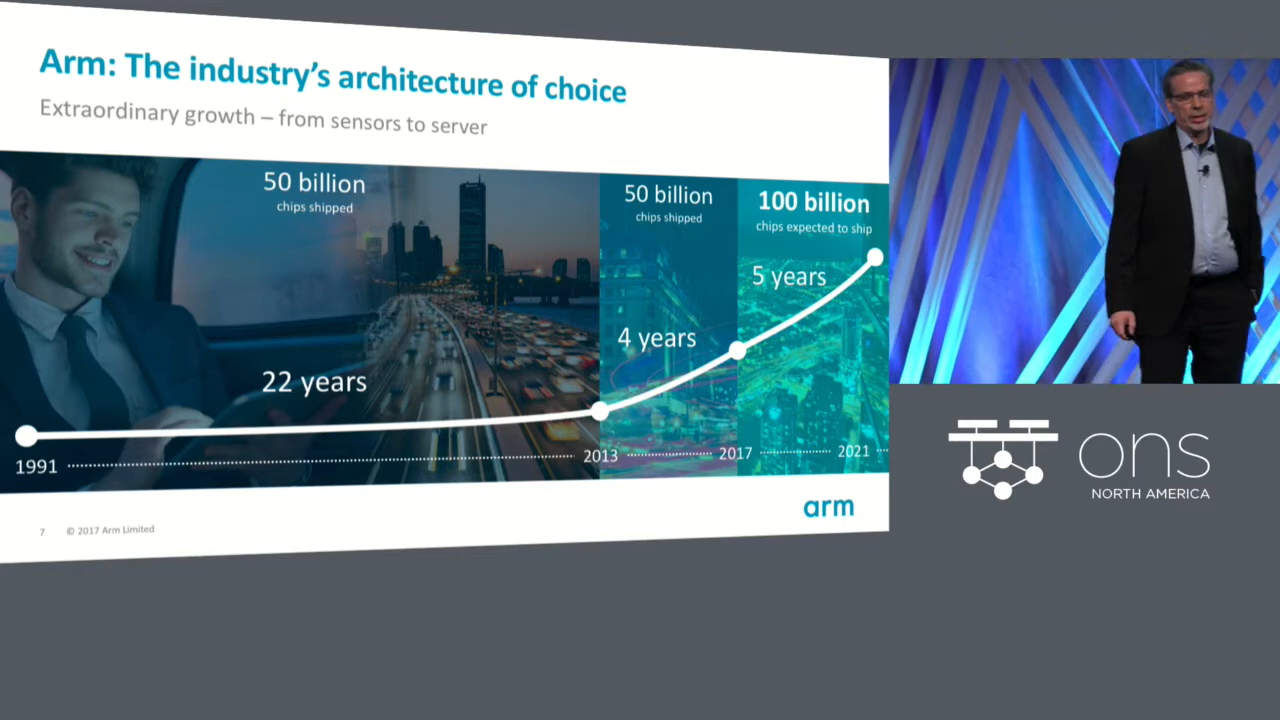 Arm: The industry’s architecture of choice
Extraordinary growth – from sensors to server
50 billion
chips shipped
50 billion
chips shipped
100 billion
chips expected to ship
5 years
4 years
22 years
1991
2013
2017
2021
arm
7 © 2017 Arm Limited
ons
NORTH AMERICA